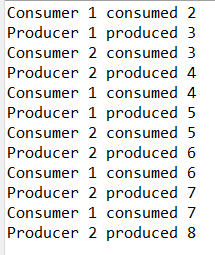 Consumer 1 consumed 2
Producer 1 produced 3
Consumer 2 consumed 3
Producer 2 produced 4
Consumer 1 consumed 4
Producer 1 produced 5
Consumer 2 consumed 5
Producer 2 produced 6
Consumer 1 consumed 6
Producer 2 produced 7
Consumer 1 consumed 7
Producer 2 produced 8